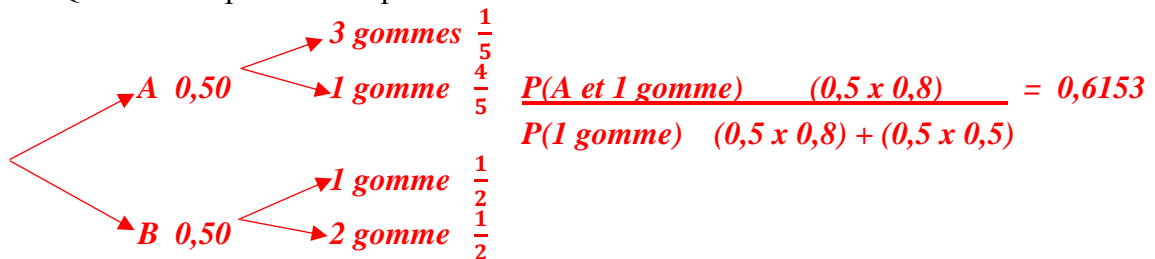 3 gommes 1/5
A 0,50
1 gomme 4/5
P(A et 1 gomme) (0,5 x 0,8) = 0,6153
P(1 gomme) (0,5 x 0,8) + (0,5 x 0,5)
1 gomme 1/2
B 0,50
2 gomme 1/2